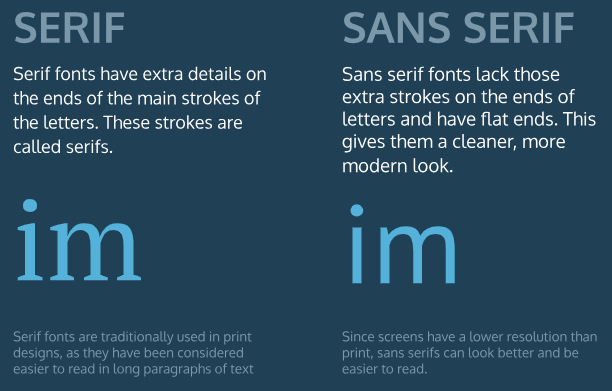 SERIF
Serif fonts have extra details on
the ends of the main strokes of
the letters. These strokes are
called serifs.
im
Serif fonts are traditionally used in print
designs, as they have been considered
easier to read in long paragraphs of text
SANS SERIF
Sans serif fonts lack those
extra strokes on the ends of
letters and have flat ends. This
gives them a cleaner, more
modern look.
im
Since screens have a lower resolution than
print, sans serifs can look better and be
easier to read.